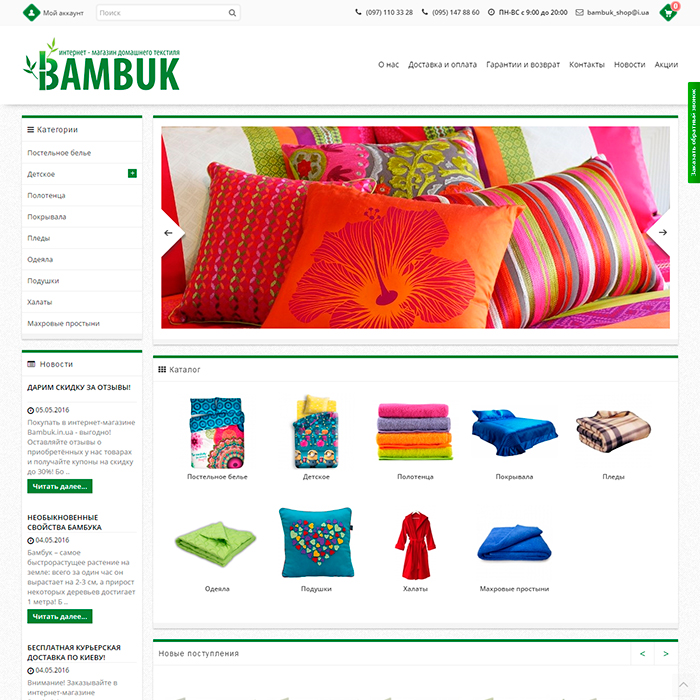 Мой аккаунт
Поиск
(097) 110 33 28
(095) 147 88 60
ПН-ВС с 9:00 до 20:00
bambuk_shop@i.ua
0
интернет - магазин домашнего текстиля
BAMBUK
О нас
Доставка и оплата
Гарантии и возврат
Контакты
Новости
Акции
Заказать обратный звонок
Категории
Постельное белье
Детское
+
Полотенца
Покрывала
Пледы
Одеяла
Подушки
Халаты
Махровые простыни
Новости
ДАРИМ СКИДКУ ЗА ОТЗЫВЫ!
05.05.2016
Покупать в интернет-магазине
Bambuk.in.ua - выгодно!
Оставляйте отзывы о
приобретённых у нас товарах
и получайте купоны на скидку
до 30%! Бо ..
Читать далее...
НЕОБЫКНОВЕННЫЕ
СВОЙСТВА БАМБУКА
04.05.2016
Бамбук – самое
быстрорастущее растение на
земле; всего за один час он
вырастает на 2-3 см, а прирост
некоторых деревьев достигает
1 метра! Б ..
Читать далее...
БЕСПЛАТНАЯ КУРЬЕРСКАЯ
ДОСТАВКА ПО КИЕВУ!
04.05.2016
Внимание! Заказывайте в
интернет-магазине
Каталог
Постельное белье
Детское
Полотенца
Покрывала
Пледы
Одеяла
Подушки
Халаты
Махровые простыни
Новые поступления
< >